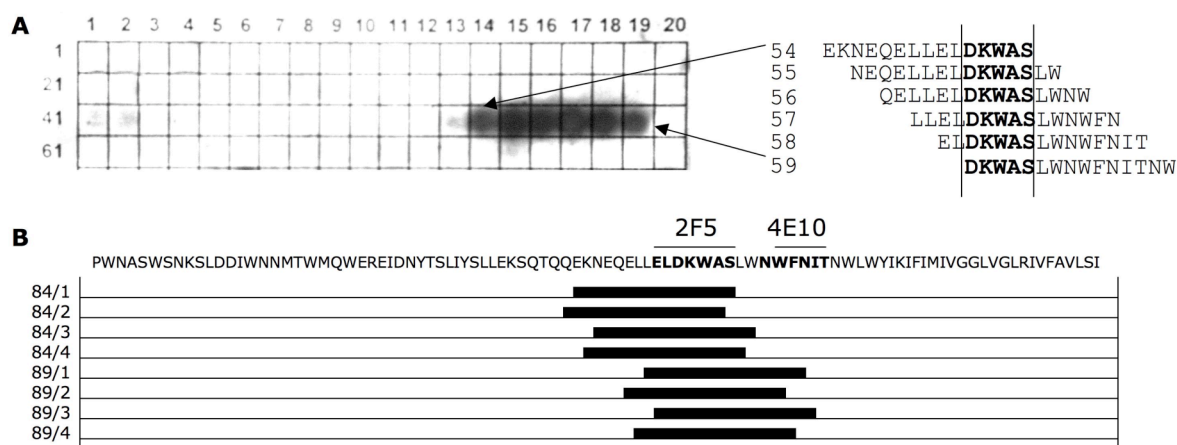 A
1 2 3 4 5 6 7 8 9 10 11 12 13 14 15 16 17 18 19 20
1
21
41
61
54 EKNEQELLELDKWAS
55 NEQELLELDKWASLW
56 QELLELDKWASLWNW
57 LLELDKWASLWNWFN
58 ELDKWASLWNWFNIT
59 DKWASLWNWFNITNW
B
2F5 4E10
PWNASWSNKSLDDIWNNMTWMQWEREIDNYTSLIYSLLEKSQTQQEKNEQELLELDKWASLWNWFNITNWLWYIKIFIMIVGGLVGLRIVFAVLSI
84/1
84/2
84/3
84/4
89/1
89/2
89/3
89/4